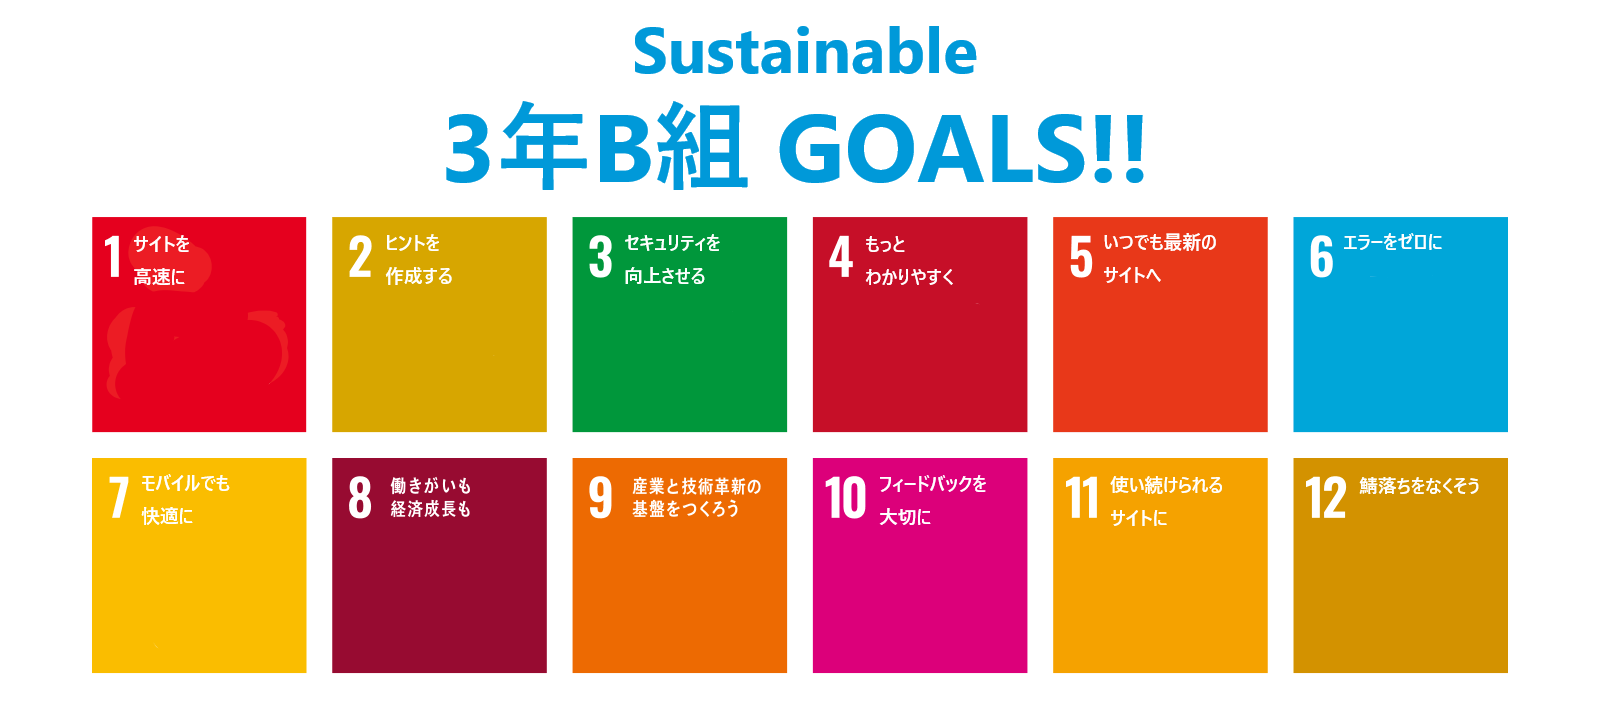 Sustainable
3年B組 GOALS!!
1 サイトを
高速に
2 ヒントを
作成する
3 セキュリティを
向上させる
4 もっと
わかりやすく
5 いつでも最新の
サイトへ
6 エラーをゼロに
7 モバイルでも
快適に
8 働きがいも
経済成長も
9 産業と技術革新の
基盤をつくろう
10 フィードバックを
大切に
11 使い続けられる
サイトに
12 鯖落ちをなくそう